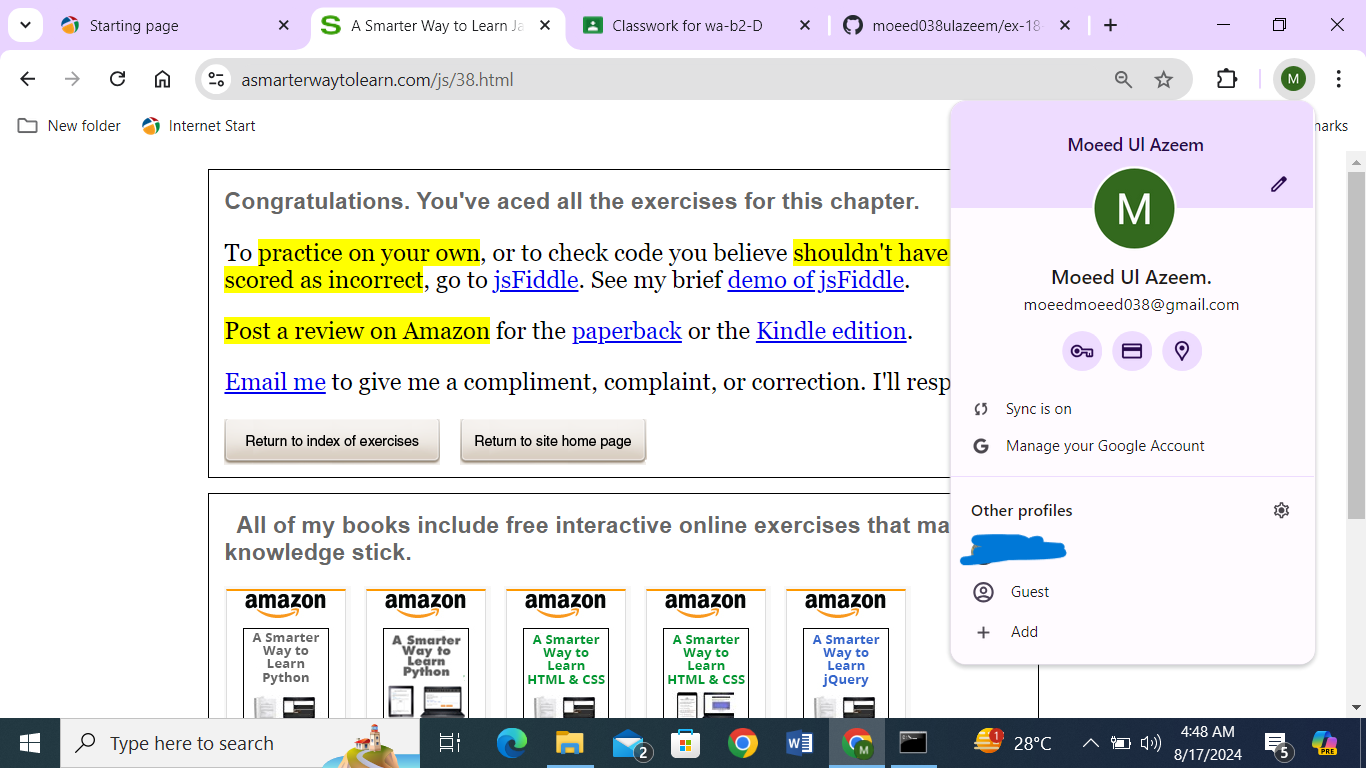 Starting page
A Smarter Way to Learn Ja
Classwork for wa-b2-D
moeed038ulazeem/ex-18-
asmarterwaytolearn.com/js/38.html
M
New folder
Internet Start
marks
Congratulations. You've aced all the exercises for this chapter.
To practice on your own, or to check code you believe shouldn't have
scored as incorrect, go to jsFiddle. See my brief demo of jsFiddle.
Post a review on Amazon for the paperback or the Kindle edition.
Email me to give me a compliment, complaint, or correction. I'll resp
Return to index of exercises
Return to site home page
All of my books include free interactive online exercises that ma
knowledge stick.
amazon
A Smarter
Way to
Learn
Python
amazon
A Smarter
Way to
Learn
Python
amazon
A Smarter
Way to
Learn
HTML & CSS
amazon
A Smarter
Way to
Learn
HTML & CSS
amazon
A Smarter
Way to
Learn
jQuery
Moeed Ul Azeem
M
Moeed Ul Azeem.
moeedmoeed038@gmail.com
Sync is on
Manage your Google Account
Other profiles
Guest
Add
Type here to search
2
M
1
28°C
4:48 AM
8/17/2024
5
PRE